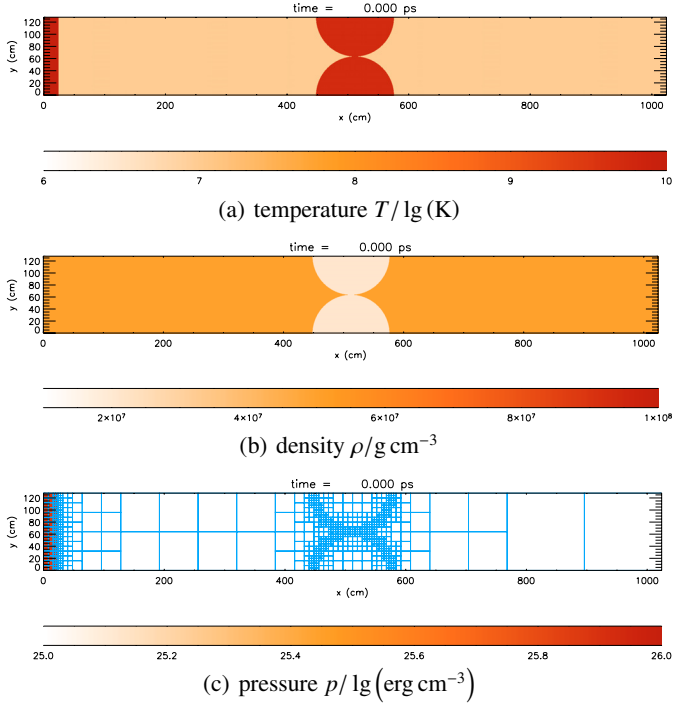 time =      0.000 ps
y (cm)
120
100
80
60
40
20
0
0 200 400 600 800 1000
x (cm)
6 7 8 9 10
(a) temperature T / lg (K)
time =      0.000 ps
y (cm)
120
100
80
60
40
20
0
0 200 400 600 800 1000
x (cm)
2×10⁷ 4×10⁷ 6×10⁷ 8×10⁷ 1×10⁸
(b) density ρ/g cm⁻³
time =      0.000 ps
y (cm)
120
100
80
60
40
20
0
0 200 400 600 800 1000
x (cm)
25.0 25.2 25.4 25.6 25.8 26.0
(c) pressure p / lg (erg cm⁻³)